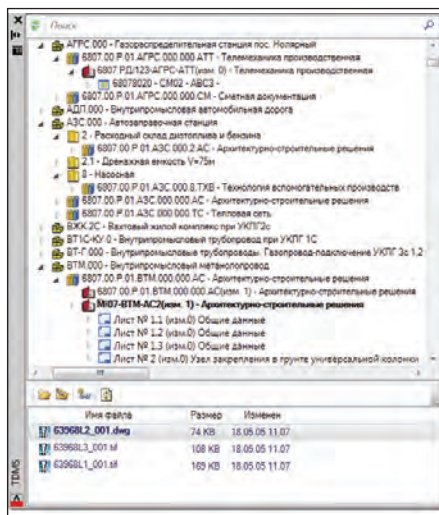 Поиск
АГРС.000 - Газораспределительная станция пос. Нолярный
6807.00.Р.01.АГРС.000.000.АТТ - Телемеханика производственная
6807.РД/123-АГРС-АТТ(изм. 0) - Телемеханика производственная
68078020 - СМ02 - АВС3 -
6807.00.Р.01.АГРС.000.000.СМ - Сметная документация
АДП.000 - Внутрипромысловая автомобильная дорога
АЗС.000 - Автозаправочная станция
2 - Расходный склад дизтоплива и бензина
6807.00.Р.01.АЗС.000.2.АС - Архитектурно-строительные решения
2.1 - Дренажная емкость V=75м
8 - Насосная
6807.00.Р.01.АЗС.000.8.ТХВ - Технология вспомогательных производств
6807.00.Р.01.АЗС.000.000.АС - Архитектурно-строительные решения
6807.00.Р.01.АЗС.000.000.ТС - Тепловая сеть
ВЖК.2С - Вахтовый жилой комплекс при УКПГ2с
ВТ1С-КУ.0 - Внутрипромысловый трубопровод при УКПГ 1С
ВТ-Г.000 - Внутрипромысловые трубопроводы. Газопровод-подключение УКПГ 3с 1,2
ВТМ.000 - Внутрипромысловый метанолопровод
6807.00.Р.01.ВТМ.000.000.АС - Архитектурно-строительные решения
6807.00.Р.01.ВТМ.000.000.АС(изм. 1) - Архитектурно-строительные решения
МI07-ВТМ-АС2(изм. 1) - Архитектурно-строительные решения
Лист № 1.1 (изм.0) Общие данные
Лист № 1.2 (изм.0) Общие данные
Лист № 1.3 (изм.0) Общие данные
Лист № 2 (изм.0) Узел закрепления в грунте универсальной колонки
Имя файла Размер Изменен
63968L2_001.dwg 74 KB 18.05.05 11:07
63968L3_001.tif 108 KB 18.05.05 11:07
63968L1_001.tif 169 KB 18.05.05 11:07
TDMS